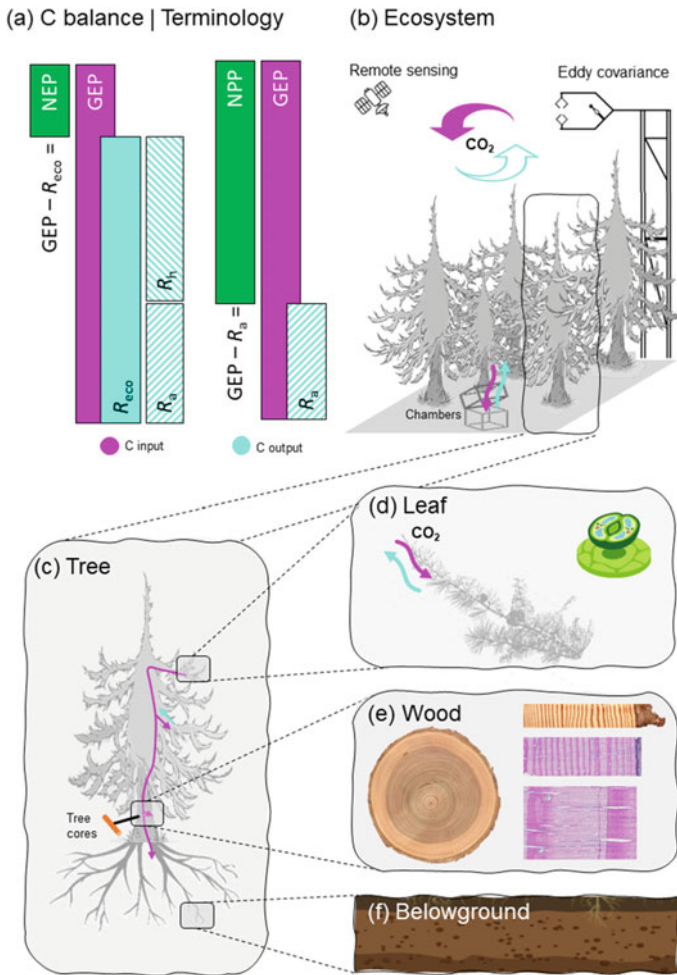 (a) C balance | Terminology
NEP
GEP
GEP – Reco =
Reco
Rh
Ra
NPP
GEP
GEP – Ra =
Ra
C input
C output
(b) Ecosystem
Remote sensing
Eddy covariance
CO2
Chambers
(c) Tree
Tree
cores
(d) Leaf
CO2
(e) Wood
(f) Belowground